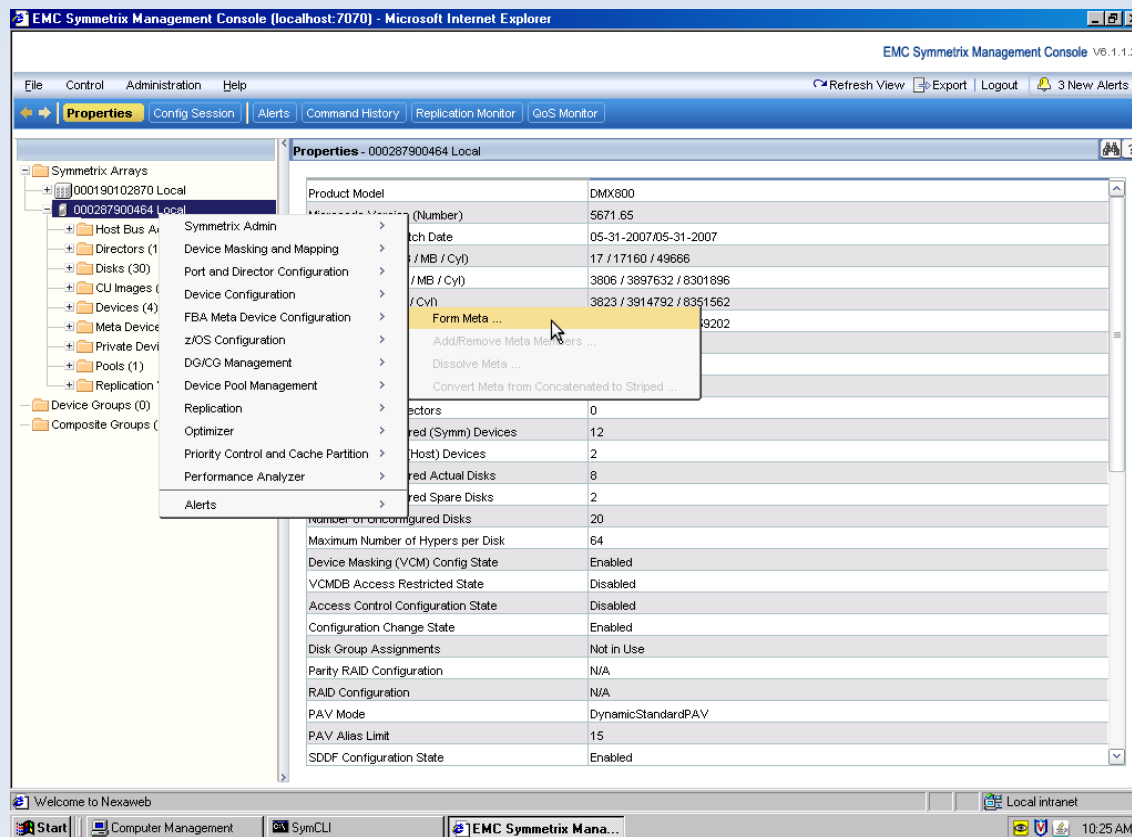 EMC Symmetrix Management Console (localhost:7070) - Microsoft Internet Explorer
EMC Symmetrix Management Console V6.1.1.
File Control Administration Help
Refresh View Export Logout 3 New Alerts
Properties Config Session Alerts Command History Replication Monitor QoS Monitor
Symmetrix Arrays
000190102870 Local
000287900464 Local
Host Bus
Directors (1
Disks (30)
CU Images (
Devices (4)
Meta Device
Private Devi
Pools (1)
Replication
Device Groups (0)
Composite Groups (
Symmetrix Admin
Device Masking and Mapping
Port and Director Configuration
Device Configuration
FBA Meta Device Configuration
z/OS Configuration
DG/CG Management
Device Pool Management
Replication
Optimizer
Priority Control and Cache Partition
Performance Analyzer
Alerts
Form Meta ...
Add/Remove Meta Members ...
Dissolve Meta ...
Convert Meta from Concatenated to Striped ...
Properties - 000287900464 Local
Product Model DMX800
(Number) 5671.65
tch Date 05-31-2007/05-31-2007
/ MB / Cyl) 17 / 17160 / 49666
/ MB / Cyl) 3806 / 3897632 / 8301896
/ Cyl) 3823 / 3914792 / 8351562
59202
ectors 0
red (Symm) Devices 12
(Host) Devices 2
red Actual Disks 8
red Spare Disks 2
Number of Unconfigured Disks 20
Maximum Number of Hypers per Disk 64
Device Masking (VCM) Config State Enabled
VCMDB Access Restricted State Disabled
Access Control Configuration State Disabled
Configuration Change State Enabled
Disk Group Assignments Not in Use
Parity RAID Configuration N/A
RAID Configuration N/A
PAV Mode DynamicStandardPAV
PAV Alias Limit 15
SDDF Configuration State Enabled
Welcome to Nexaweb Local intranet
Start Computer Management SymCLI EMC Symmetrix Mana... 10:25 AM